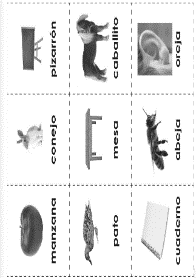 manzana
conejo
pizarrón
pato
mesa
caballito
cuaderno
abeja
oreja